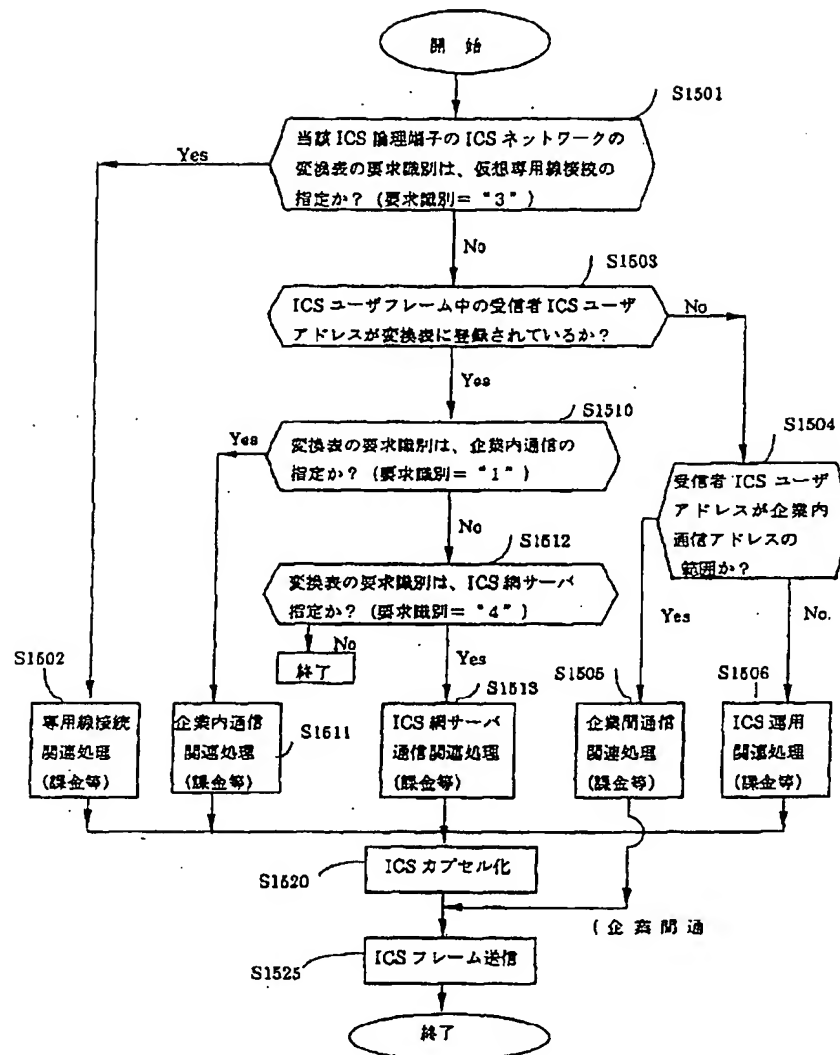 開 始
S1501
当該ICS論理端子のICSネットワークの
変換表の要求識別は、仮想専用線接続の
指定か? (要求識別= "3")
Yes
No
S1503
ICSユーザフレーム中の受信者ICSユーザ
アドレスが変換表に登録されているか?
No
Yes
S1510
変換表の要求識別は、企業内通信の
指定か? (要求識別= "1")
Yes
No
S1504
受信者ICSユーザ
アドレスが企業内
通信アドレスの
範囲か?
Yes
No.
S1512
変換表の要求識別は、ICS網サーバ
指定か? (要求識別= "4")
No
終了
Yes
S1502
専用線接続
関連処理
(課金等)
企業内通信
関連処理
(課金等)
S1511
S1513
ICS網サーバ
通信関連処理
(課金等)
S1505
企業間通信
関連処理
(課金等)
S1506
ICS運用
関連処理
(課金等)
S1520
ICSカプセル化
(企業間通
S1525
ICSフレーム送信
終了